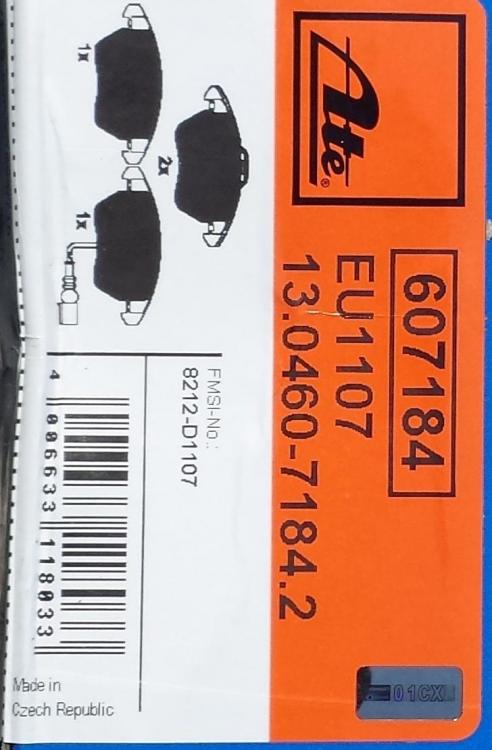 Ate®
607184
EU1107
13.0460-7184.2
1x
2x
1x
FMSI-No.:
8212-D1107
4 006633 118033
Made in
Czech Republic
01CX